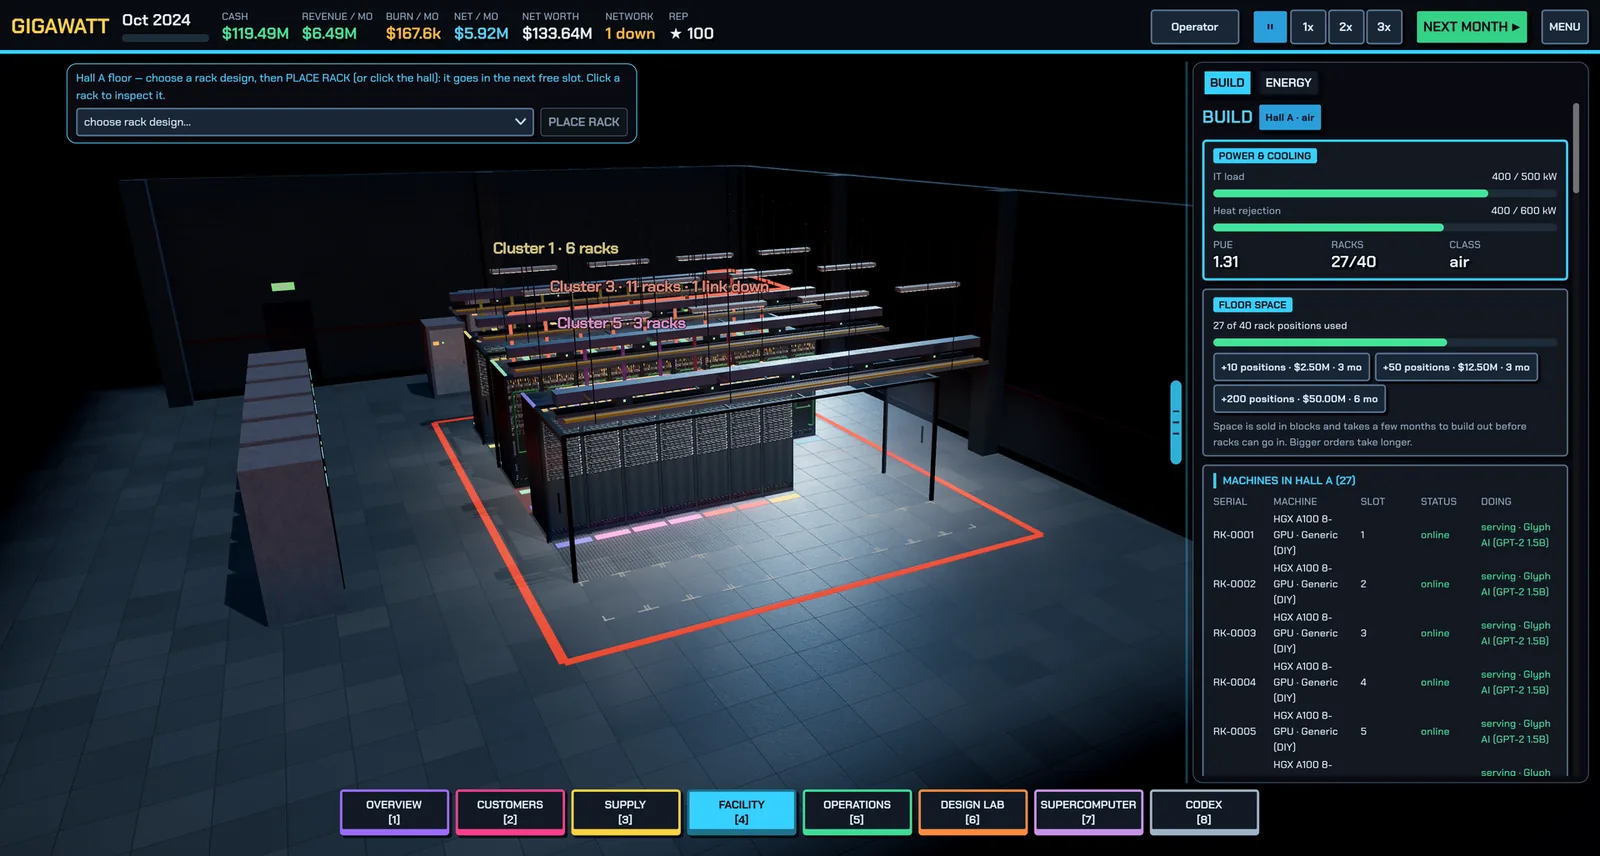 GIGAWATT
Oct 2024
CASH
$119.49M
REVENUE / MO
$6.49M
BURN / MO
$167.6k
NET / MO
$5.92M
NET WORTH
$133.64M
NETWORK
1 down
REP
★ 100
Operator
II
1x
2x
3x
NEXT MONTH ▸
MENU
Hall A floor — choose a rack design, then PLACE RACK (or click the hall): it goes in the next free slot. Click a
rack to inspect it.
choose rack design...
PLACE RACK
Cluster 1 · 6 racks
Cluster 3 · 11 racks · 1 link down
Cluster 5 · 3 racks
BUILD
ENERGY
BUILD
Hall A · air
POWER & COOLING
IT load
400 / 500 kW
Heat rejection
400 / 600 kW
PUE
RACKS
CLASS
1.31
27/40
air
FLOOR SPACE
27 of 40 rack positions used
+10 positions · $2.50M · 3 mo
+50 positions · $12.50M · 3 mo
+200 positions · $50.00M · 6 mo
Space is sold in blocks and takes a few months to build out before
racks can go in. Bigger orders take longer.
MACHINES IN HALL A (27)
SERIAL MACHINE SLOT STATUS DOING
RK-0001
HGX A100 8-
GPU · Generic
(DIY)
1
online
serving · Glyph
AI (GPT-2 1.5B)
RK-0002
HGX A100 8-
GPU · Generic
(DIY)
2
online
serving · Glyph
AI (GPT-2 1.5B)
RK-0003
HGX A100 8-
GPU · Generic
(DIY)
3
online
serving · Glyph
AI (GPT-2 1.5B)
RK-0004
HGX A100 8-
GPU · Generic
(DIY)
4
online
serving · Glyph
AI (GPT-2 1.5B)
RK-0005
HGX A100 8-
GPU · Generic
(DIY)
5
online
serving · Glyph
AI (GPT-2 1.5B)
HGX A100 8-
serving · Glyph
OVERVIEW
[1]
CUSTOMERS
[2]
SUPPLY
[3]
FACILITY
[4]
OPERATIONS
[5]
DESIGN LAB
[6]
SUPERCOMPUTER
[7]
CODEX
[8]